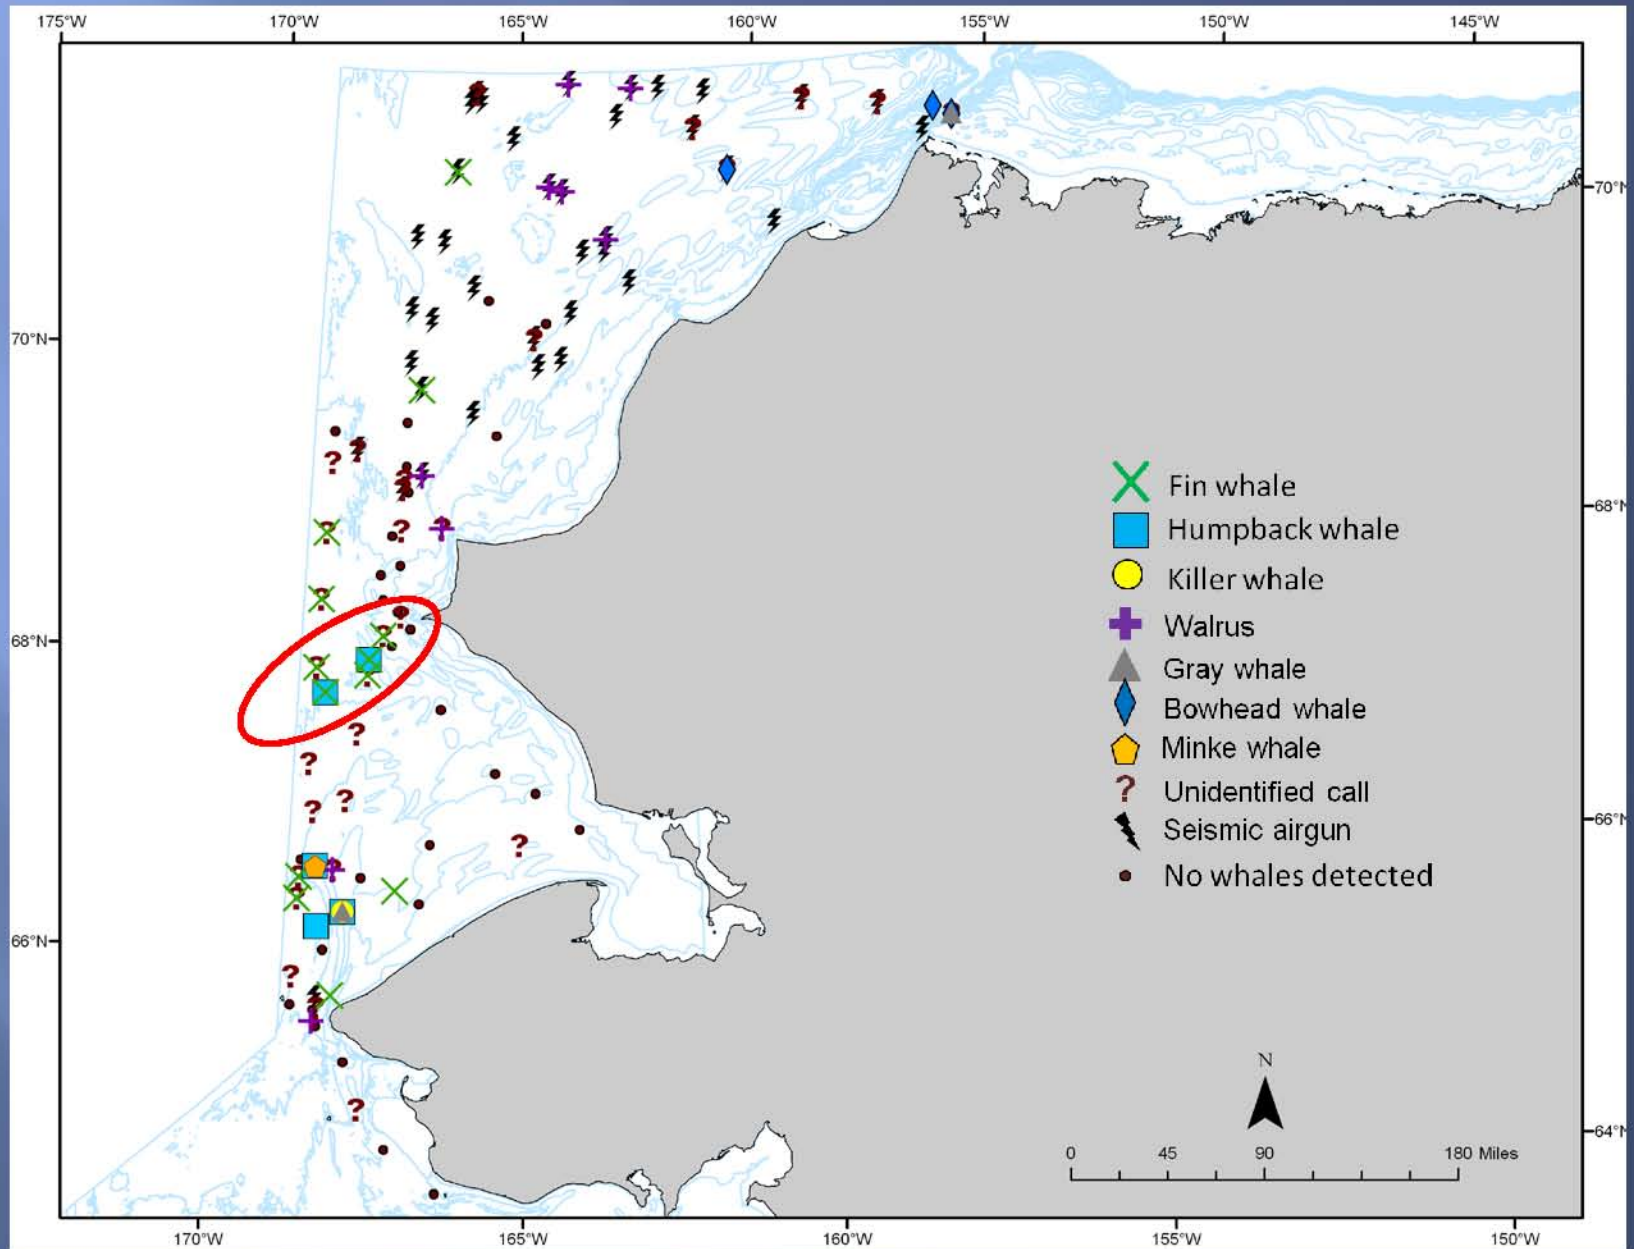 175°W 170°W 165°W 160°W 155°W 150°W 145°W
70°N
70°N
68°N
68°N
66°N
66°N
64°N
Fin whale
Humpback whale
Killer whale
Walrus
Gray whale
Bowhead whale
Minke whale
? Unidentified call
Seismic airgun
No whales detected
N
0 45 90 180 Miles
170°W 165°W 160°W 155°W 150°W